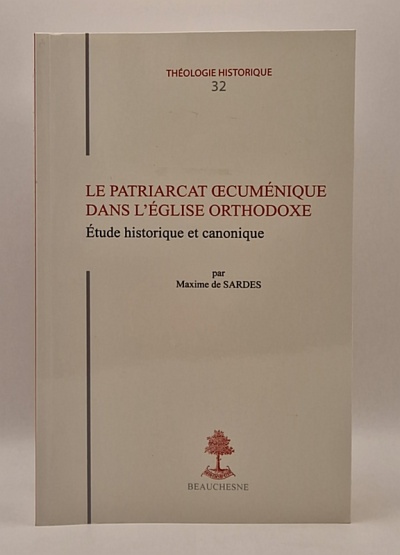 THÉOLOGIE HISTORIQUE
32
LE PATRIARCAT ŒCUMÉNIQUE
DANS L'ÉGLISE ORTHODOXE
Étude historique et canonique
par
Maxime de SARDES
BEAUCHESNE